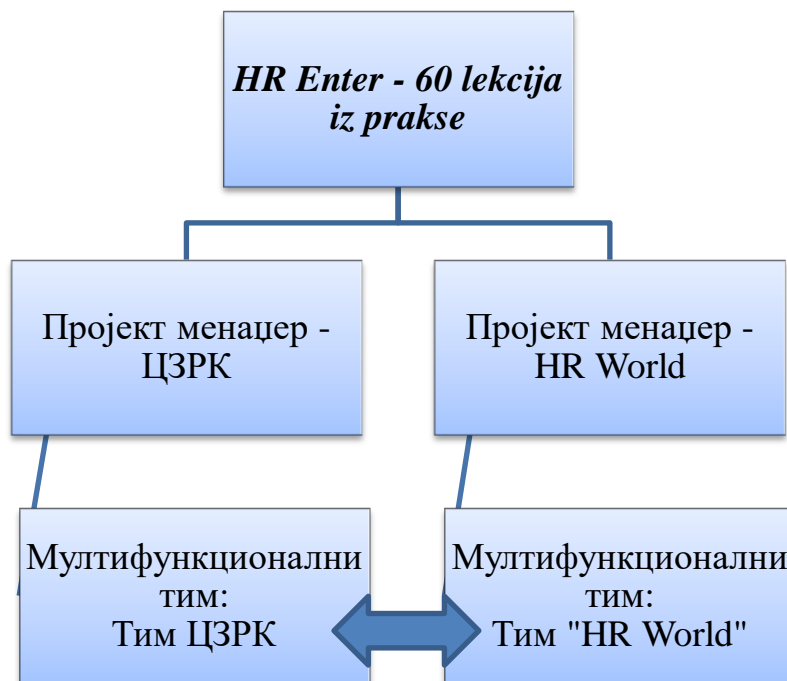 HR Enter - 60 lekcija
iz prakse
Пројект менаџер -
ЦЗРК
Пројект менаџер -
HR World
Мултифункционални
тим:
Тим ЦЗРК
Мултифункционални
тим:
Тим "HR World"